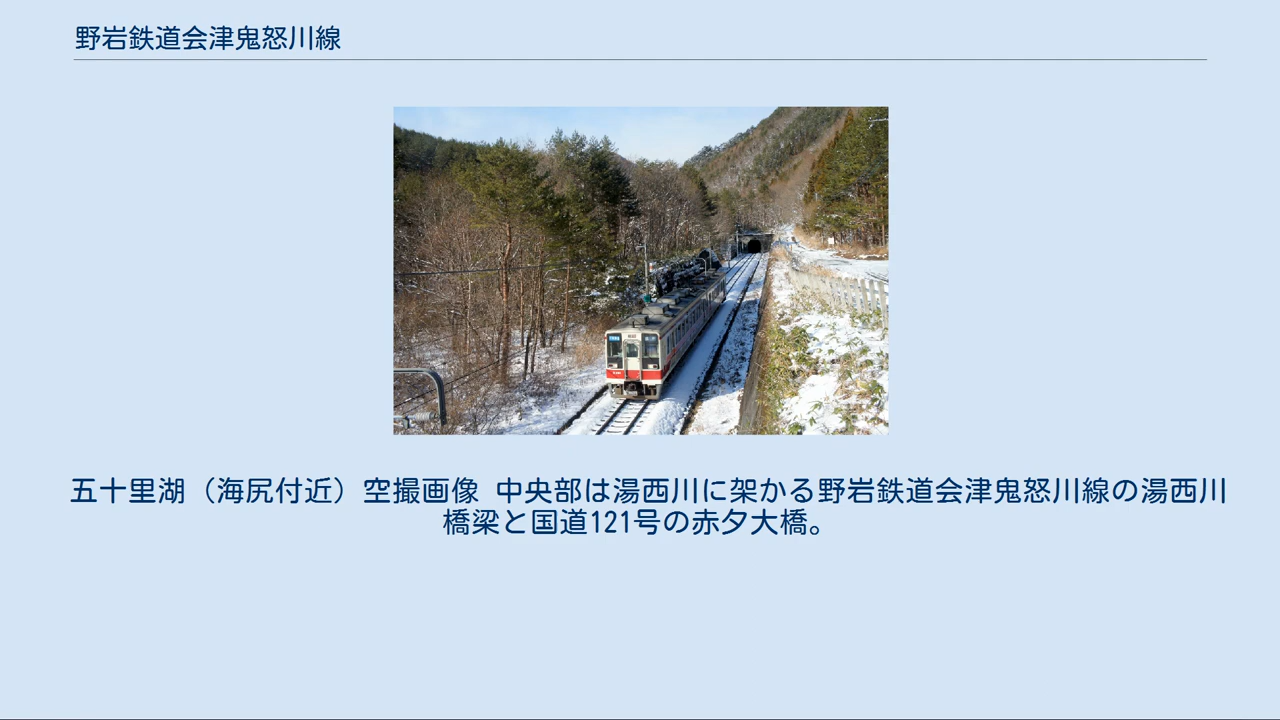 野岩鉄道会津鬼怒川線
五十里湖（海尻付近）空撮画像 中央部は湯西川に架かる野岩鉄道会津鬼怒川線の湯西川
橋梁と国道121号の赤夕大橋。